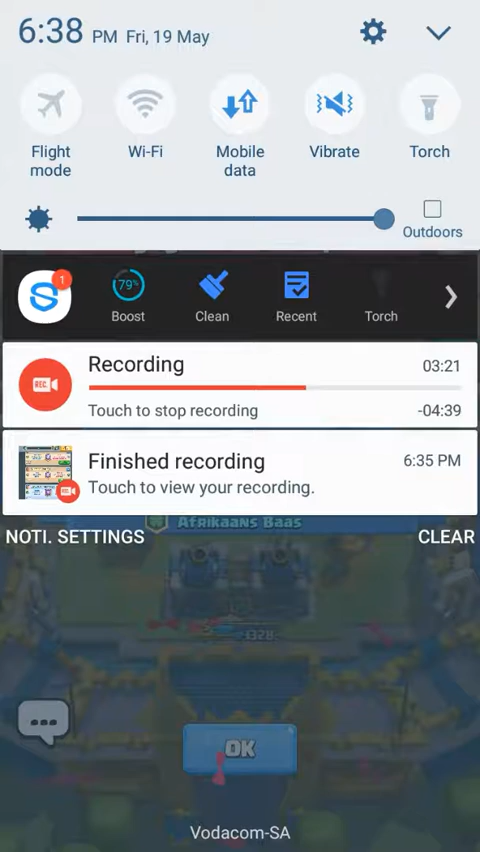 6:38 PM Fri, 19 May
Flight mode
Wi-Fi
Mobile data
Vibrate
Torch
Outdoors
1
79%
Boost
Clean
Recent
Torch
REC.
Recording
03:21
Touch to stop recording
-04:39
Finished recording
6:35 PM
Touch to view your recording.
Afrikaans Baas
NOTI. SETTINGS
CLEAR
1328
OK
Vodacom-SA